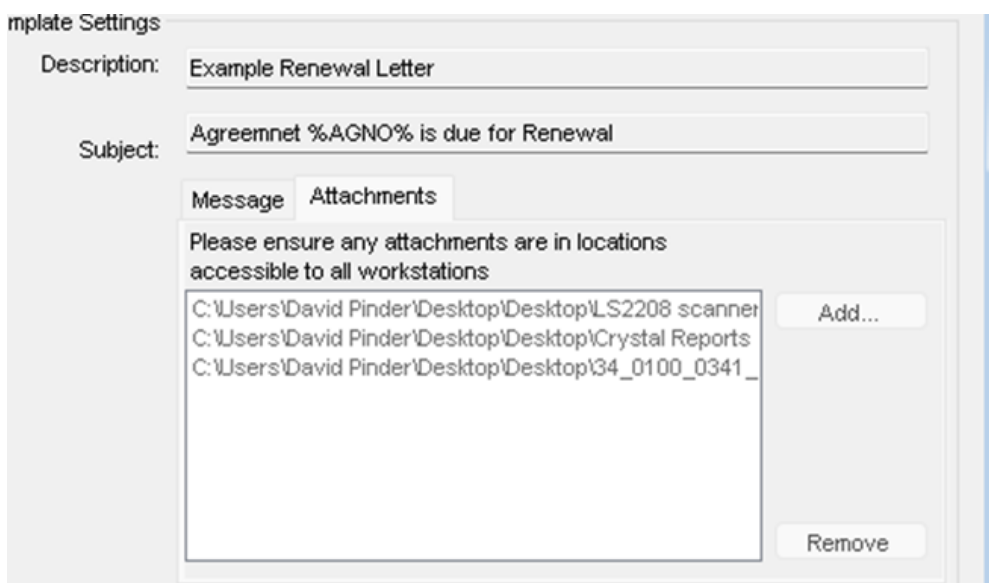 mplate Settings
Description:
Example Renewal Letter
Subject:
Agreemnet %AGNO% is due for Renewal
Message
Attachments
Please ensure any attachments are in locations
accessible to all workstations
C:\Users\David Pinder\Desktop\Desktop\LS2208 scanner
Add...
C:\Users\David Pinder\Desktop\Desktop\Crystal Reports
C:\Users\David Pinder\Desktop\Desktop\34_0100_0341_
Remove